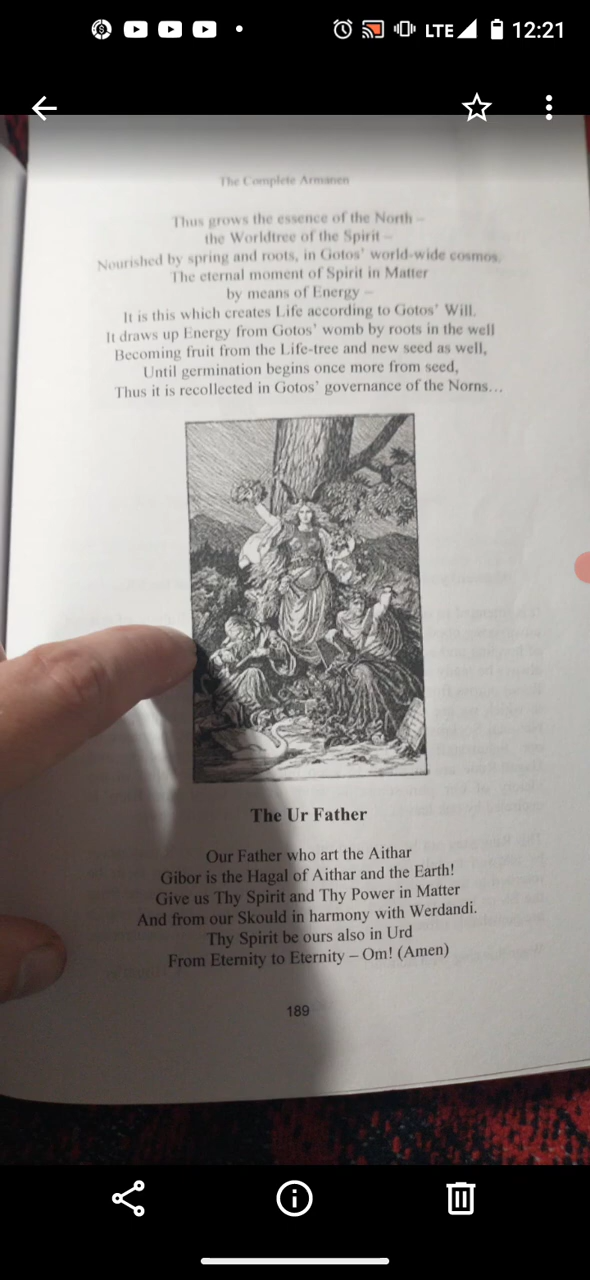 LTE 12:21
The Complete Armanen
Thus grows the essence of the North –
the Worldtree of the Spirit –
Nourished by spring and roots, in Gotos' world-wide cosmos.
The eternal moment of Spirit in Matter
by means of Energy –
It is this which creates Life according to Gotos' Will.
It draws up Energy from Gotos' womb by roots in the well
Becoming fruit from the Life-tree and new seed as well,
Until germination begins once more from seed,
Thus it is recollected in Gotos' governance of the Norns…
The Ur Father
Our Father who art the Aithar
Gibor is the Hagal of Aithar and the Earth!
Give us Thy Spirit and Thy Power in Matter
And from our Skould in harmony with Werdandi.
Thy Spirit be ours also in Urd
From Eternity to Eternity – Om! (Amen)
189